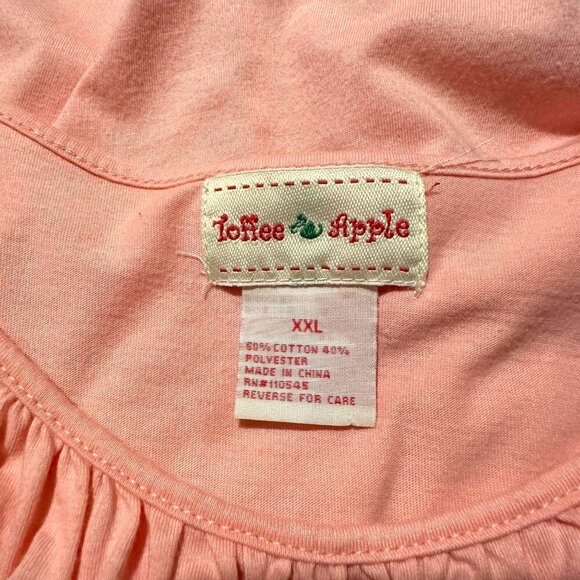 Toffee Apple
XXL
60% COTTON 40%
POLYESTER
MADE IN CHINA
RN#110545
REVERSE FOR CARE